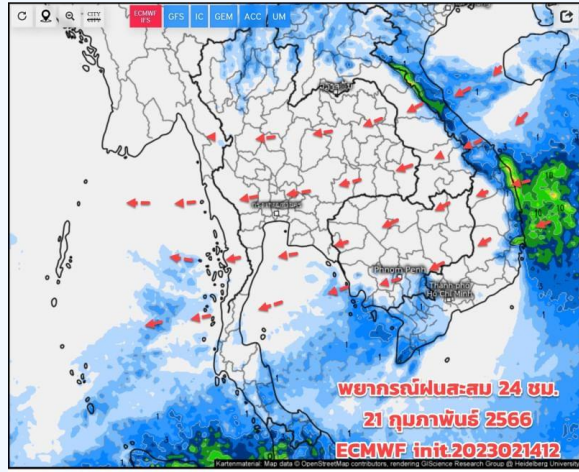 CITY
ECMWF IFS
GFS
IC
GEM
ACC
UM
Phnom Penh
Thành phố
Hồ Chí Minh
พยากรณ์ฝนสะสม 24 ชม.
21 กุมภาพันธ์ 2566
ECMWF init.2023021412
Kartenmaterial: Map data © OpenStreetMap contributors, rendering GIScience Research Group @ Heidelberg Univers